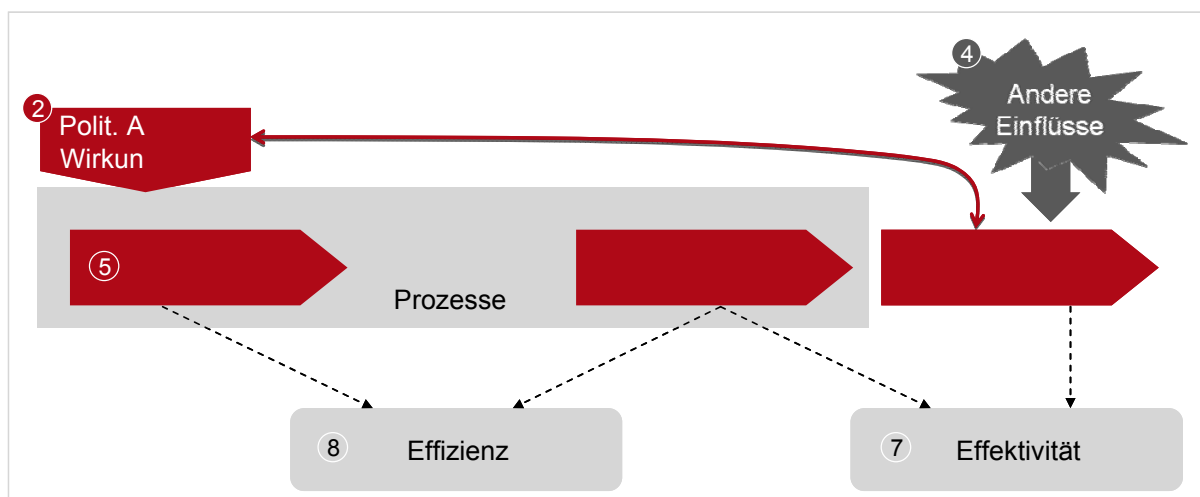 4
Andere
Einflüsse
2
Polit. A
Wirkun
5
Prozesse
8
Effizienz
7
Effektivität